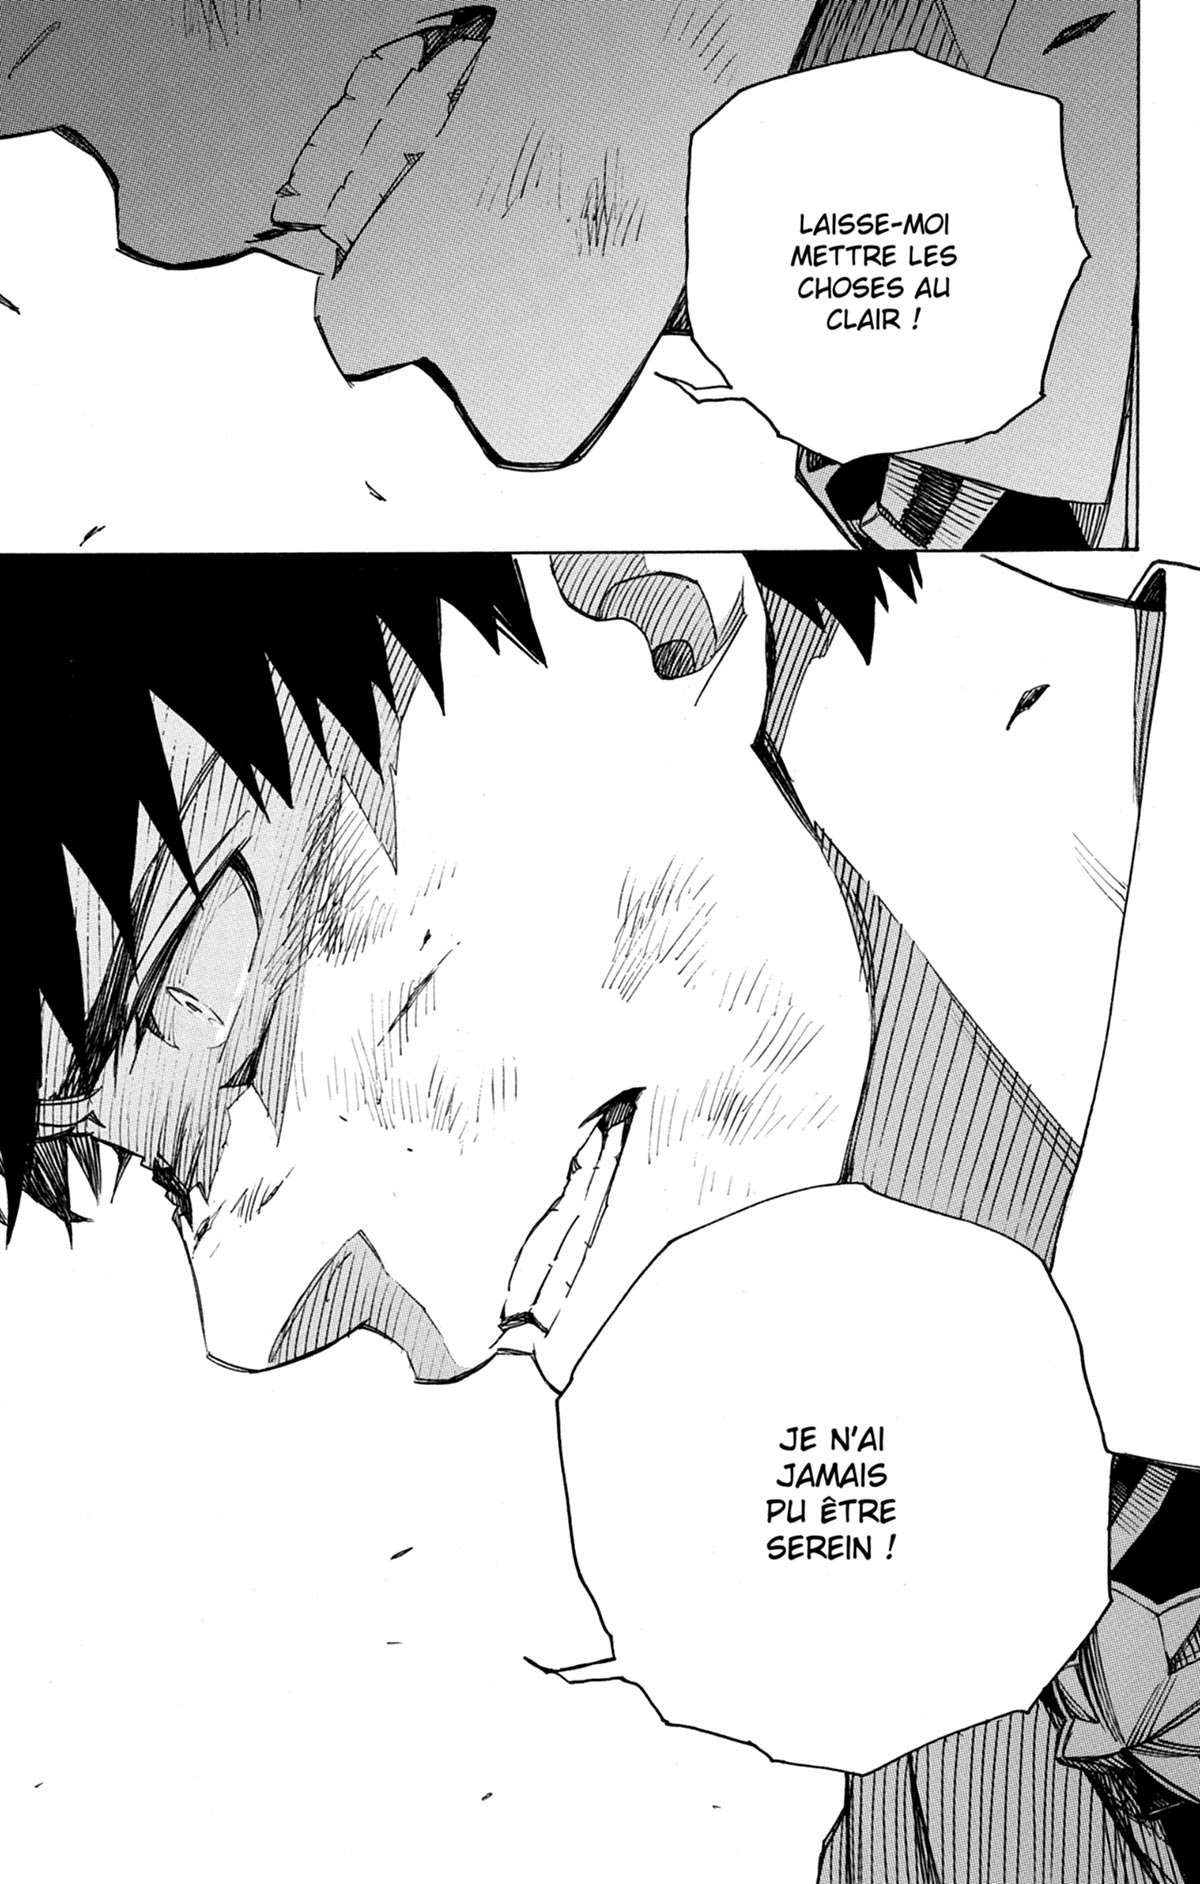 LAISSE-MOI
METTRE LES
CHOSES AU
CLAIR !
JE N'AI
JAMAIS
PU ÊTRE
SEREIN !